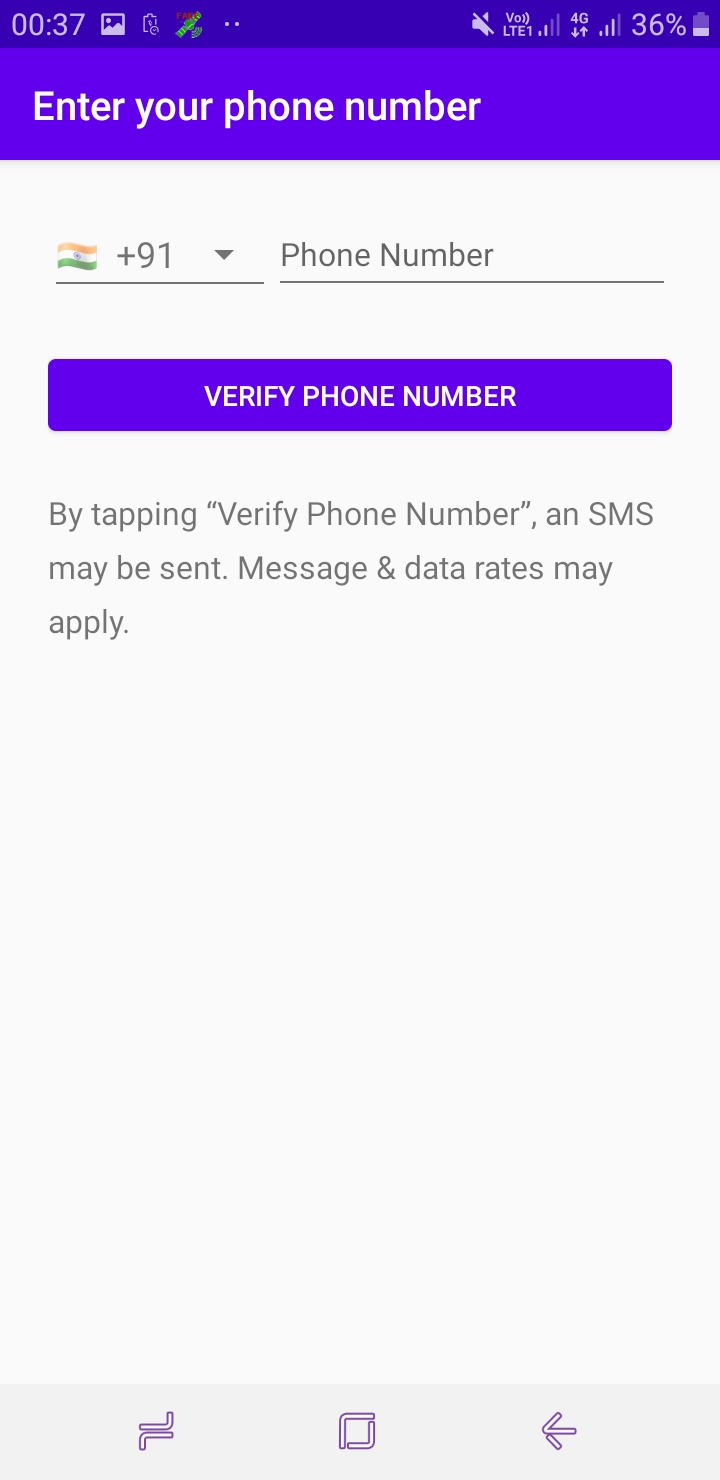 00:37 Vo)) LTE1 4G 36%
Enter your phone number
🇮🇳 +91 Phone Number
VERIFY PHONE NUMBER
By tapping “Verify Phone Number”, an SMS
may be sent. Message & data rates may
apply.